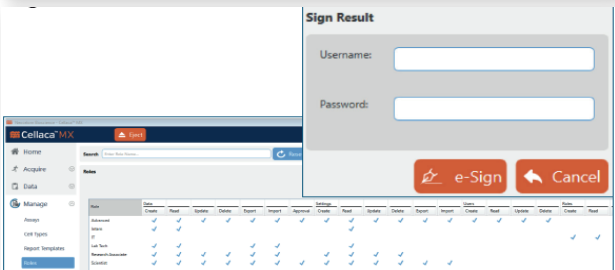 Sign Result
Username:
Password:
e-Sign
Cancel
Cellaca™ MX
Eject
Home
Acquire
Data
Manage
Assays
Cell Types
Report Templates
Roles
Search
Roles
Role
Data Settings Users Roles
Create Read Update Delete Export Import Approval Create Read Update Delete Export Import Create Read Update Delete Create Read
Advanced
IT
Lab Tech
Research Associate
Scientist